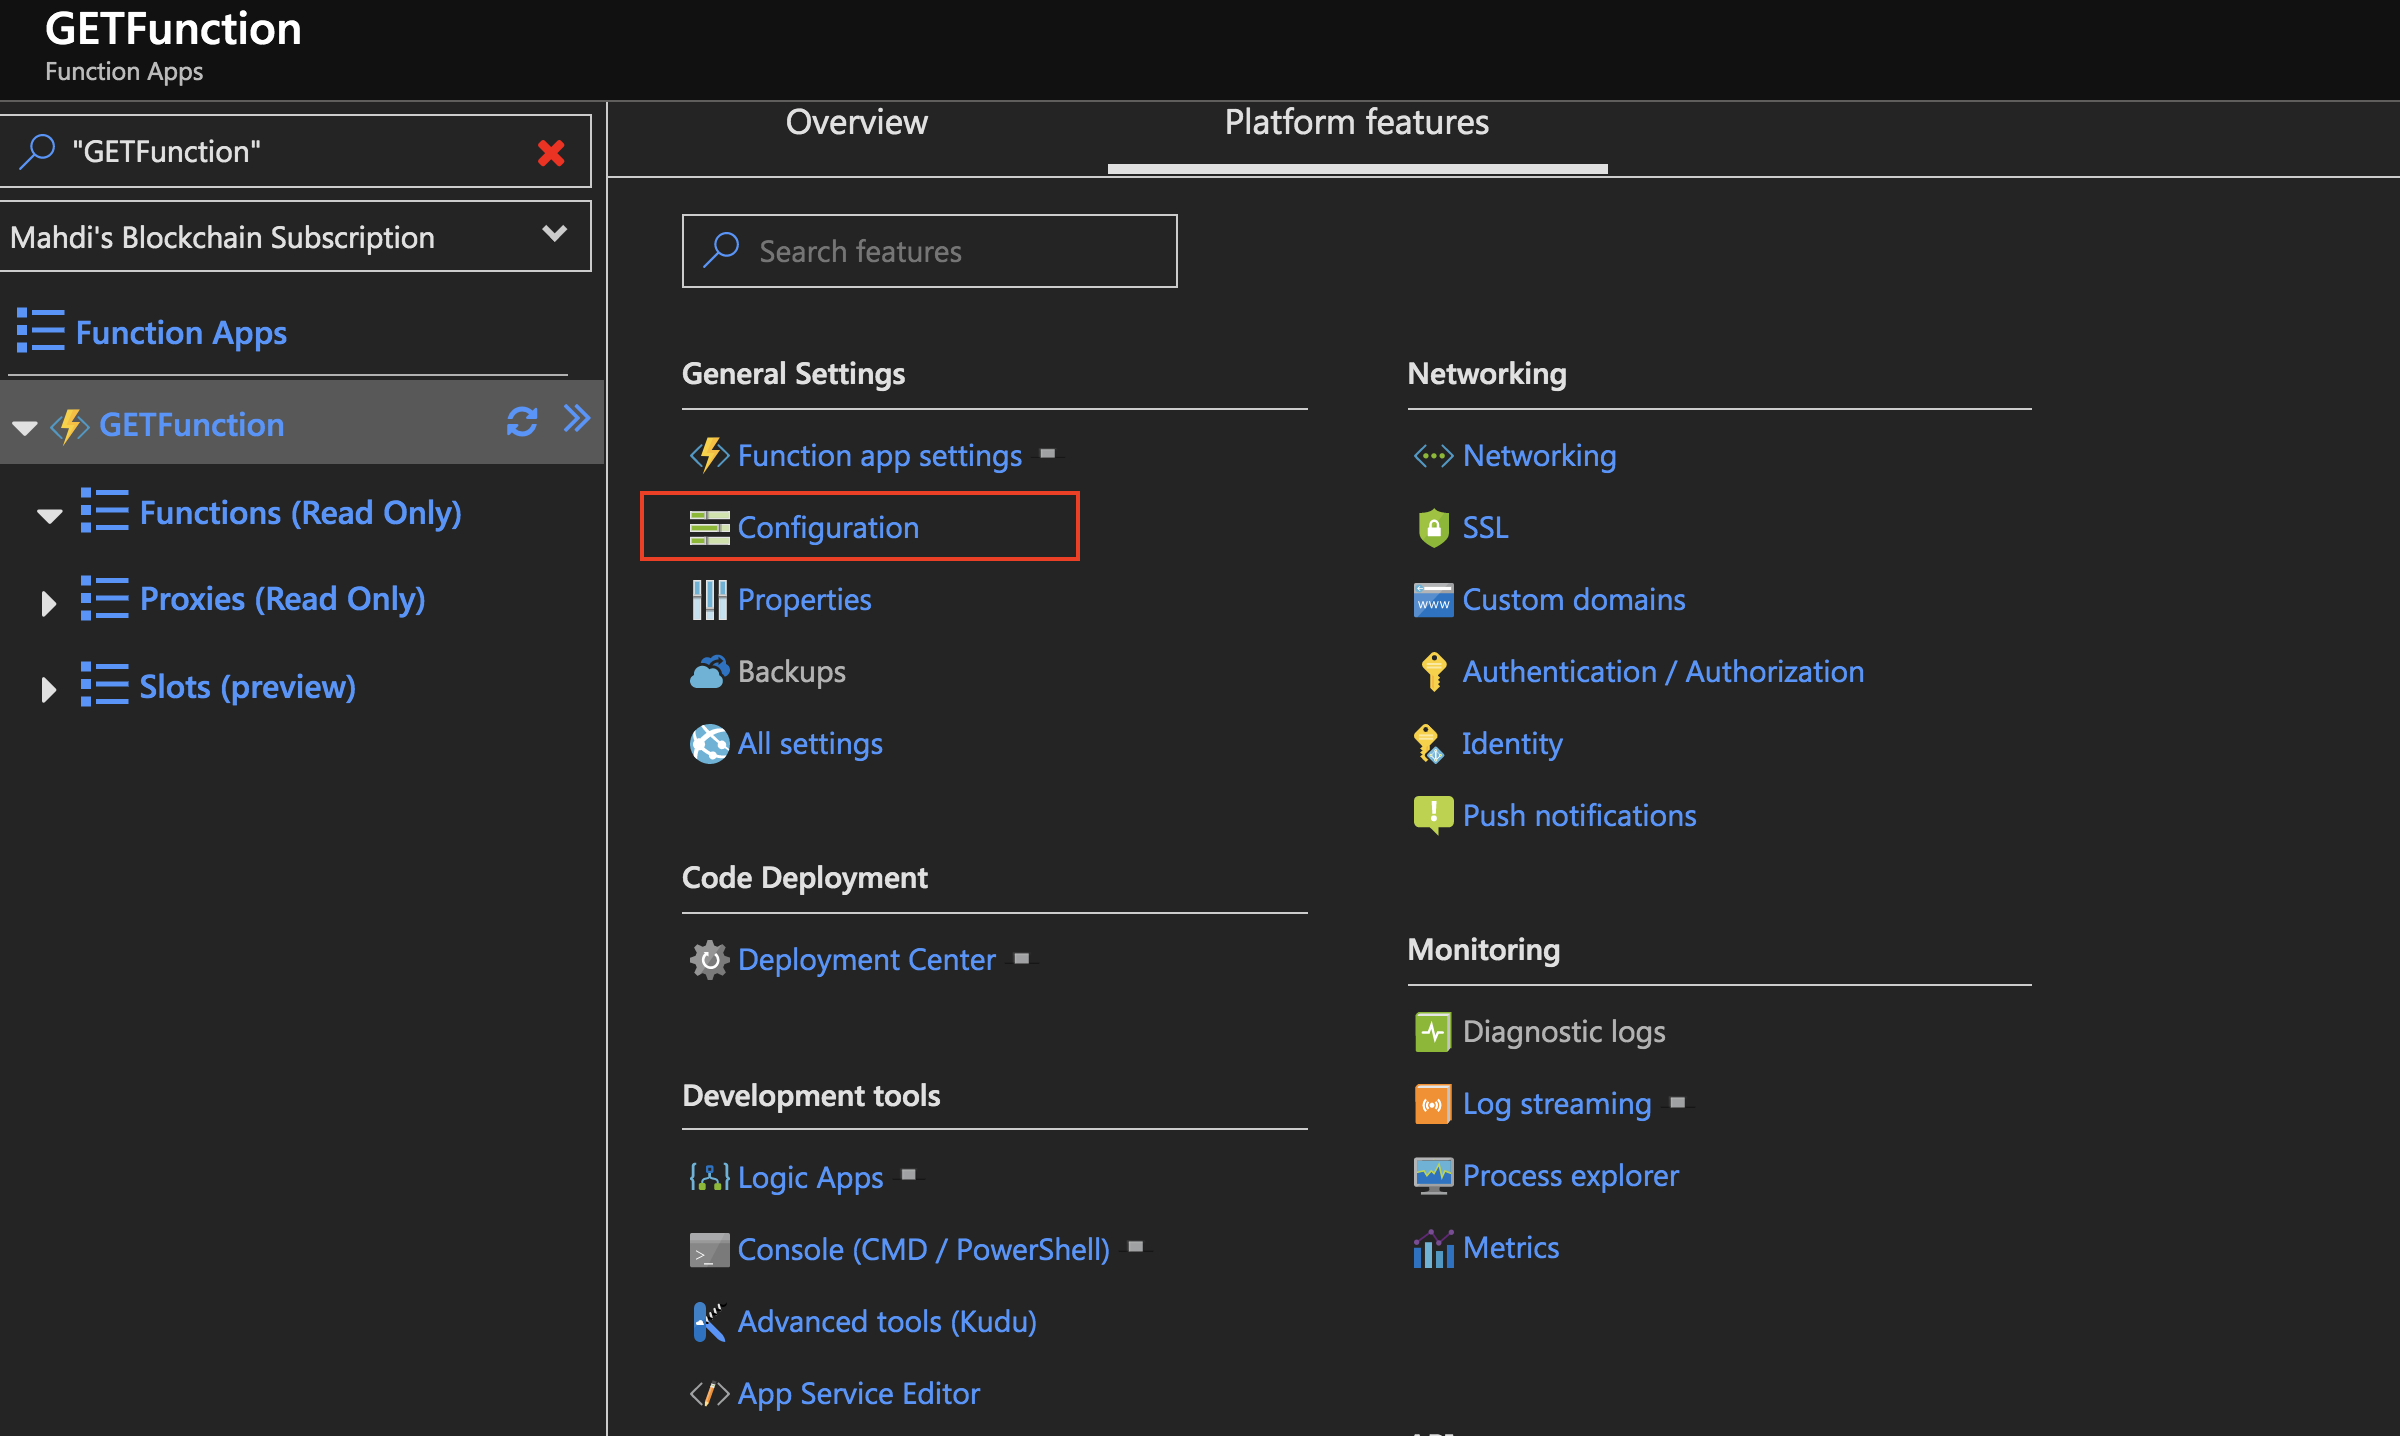 GETFunction
Function Apps
"GETFunction"
Mahdi's Blockchain Subscription
Function Apps
GETFunction
Functions (Read Only)
Proxies (Read Only)
Slots (preview)
Overview
Platform features
Search features
General Settings
Function app settings
Configuration
Properties
Backups
All settings
Code Deployment
Deployment Center
Development tools
Logic Apps
Console (CMD / PowerShell)
Advanced tools (Kudu)
App Service Editor
Networking
Networking
SSL
www
Custom domains
Authentication / Authorization
Identity
Push notifications
Monitoring
Diagnostic logs
Log streaming
Process explorer
Metrics